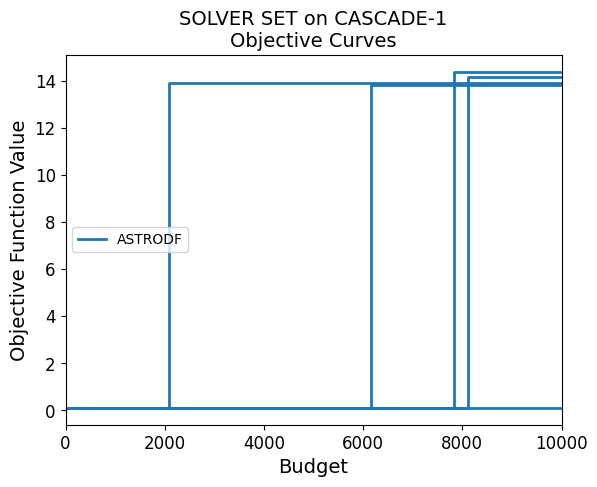 SOLVER SET on CASCADE-1
Objective Curves
Objective Function Value
14
12
10
8
6
4
2
0
ASTRODF
0 2000 4000 6000 8000 10000
Budget